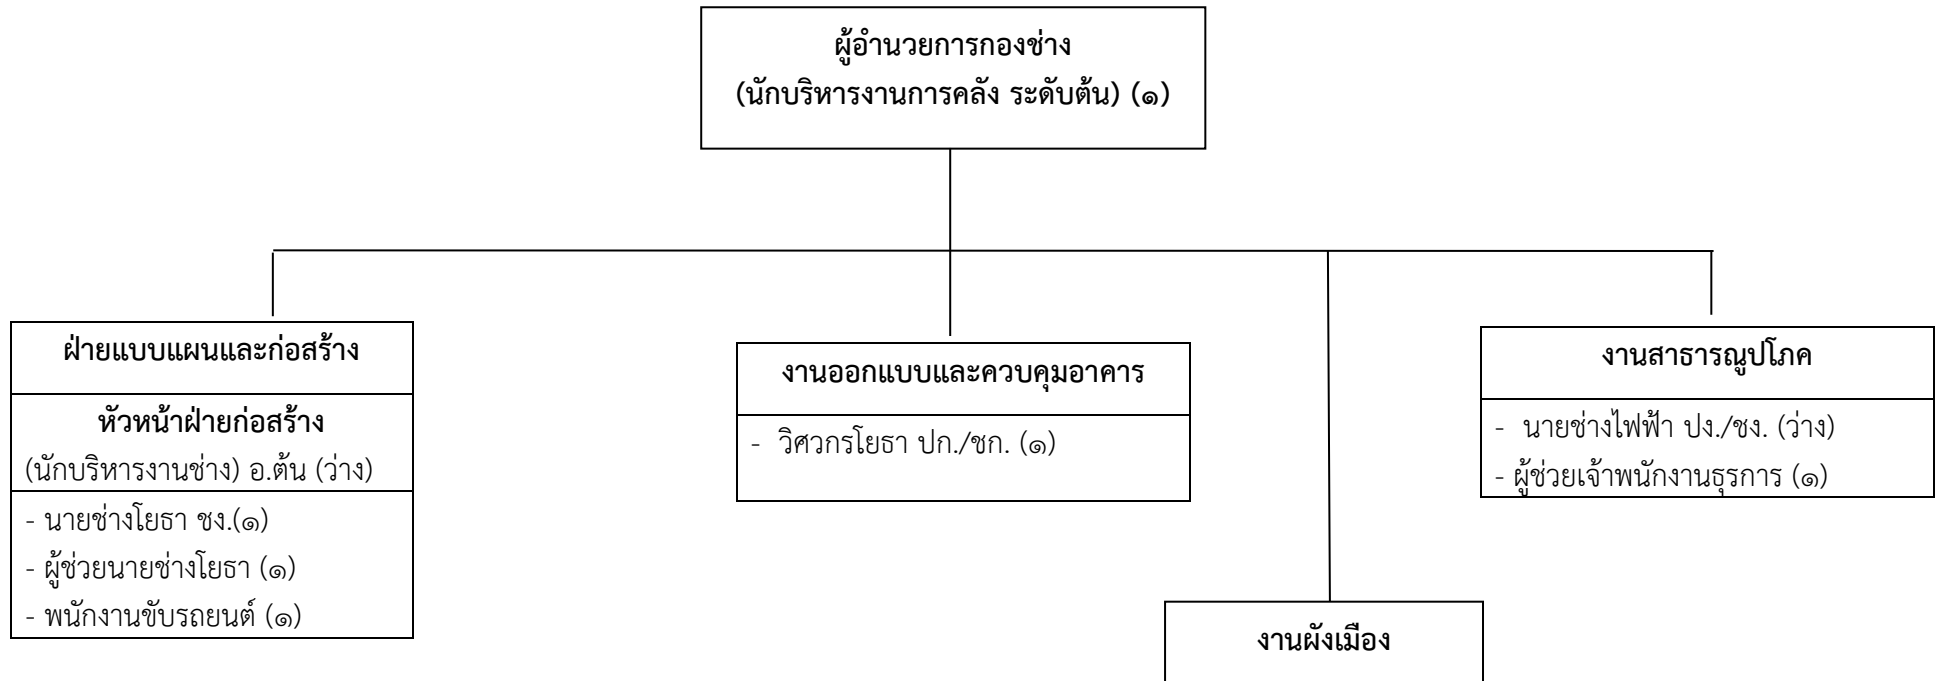 ผู้อำนวยการกองช่าง
(นักบริหารงานการคลัง ระดับต้น) (๑)
ฝ่ายแบบแผนและก่อสร้าง
หัวหน้าฝ่ายก่อสร้าง
(นักบริหารงานช่าง) อ.ต้น (ว่าง)
- นายช่างโยธา ชง.(๑)
- ผู้ช่วยนายช่างโยธา (๑)
- พนักงานขับรถยนต์ (๑)
งานออกแบบและควบคุมอาคาร
- วิศวกรโยธา ปก./ชก. (๑)
งานสาธารณูปโภค
- นายช่างไฟฟ้า ปง./ชง. (ว่าง)
- ผู้ช่วยเจ้าพนักงานธุรการ (๑)
งานผังเมือง